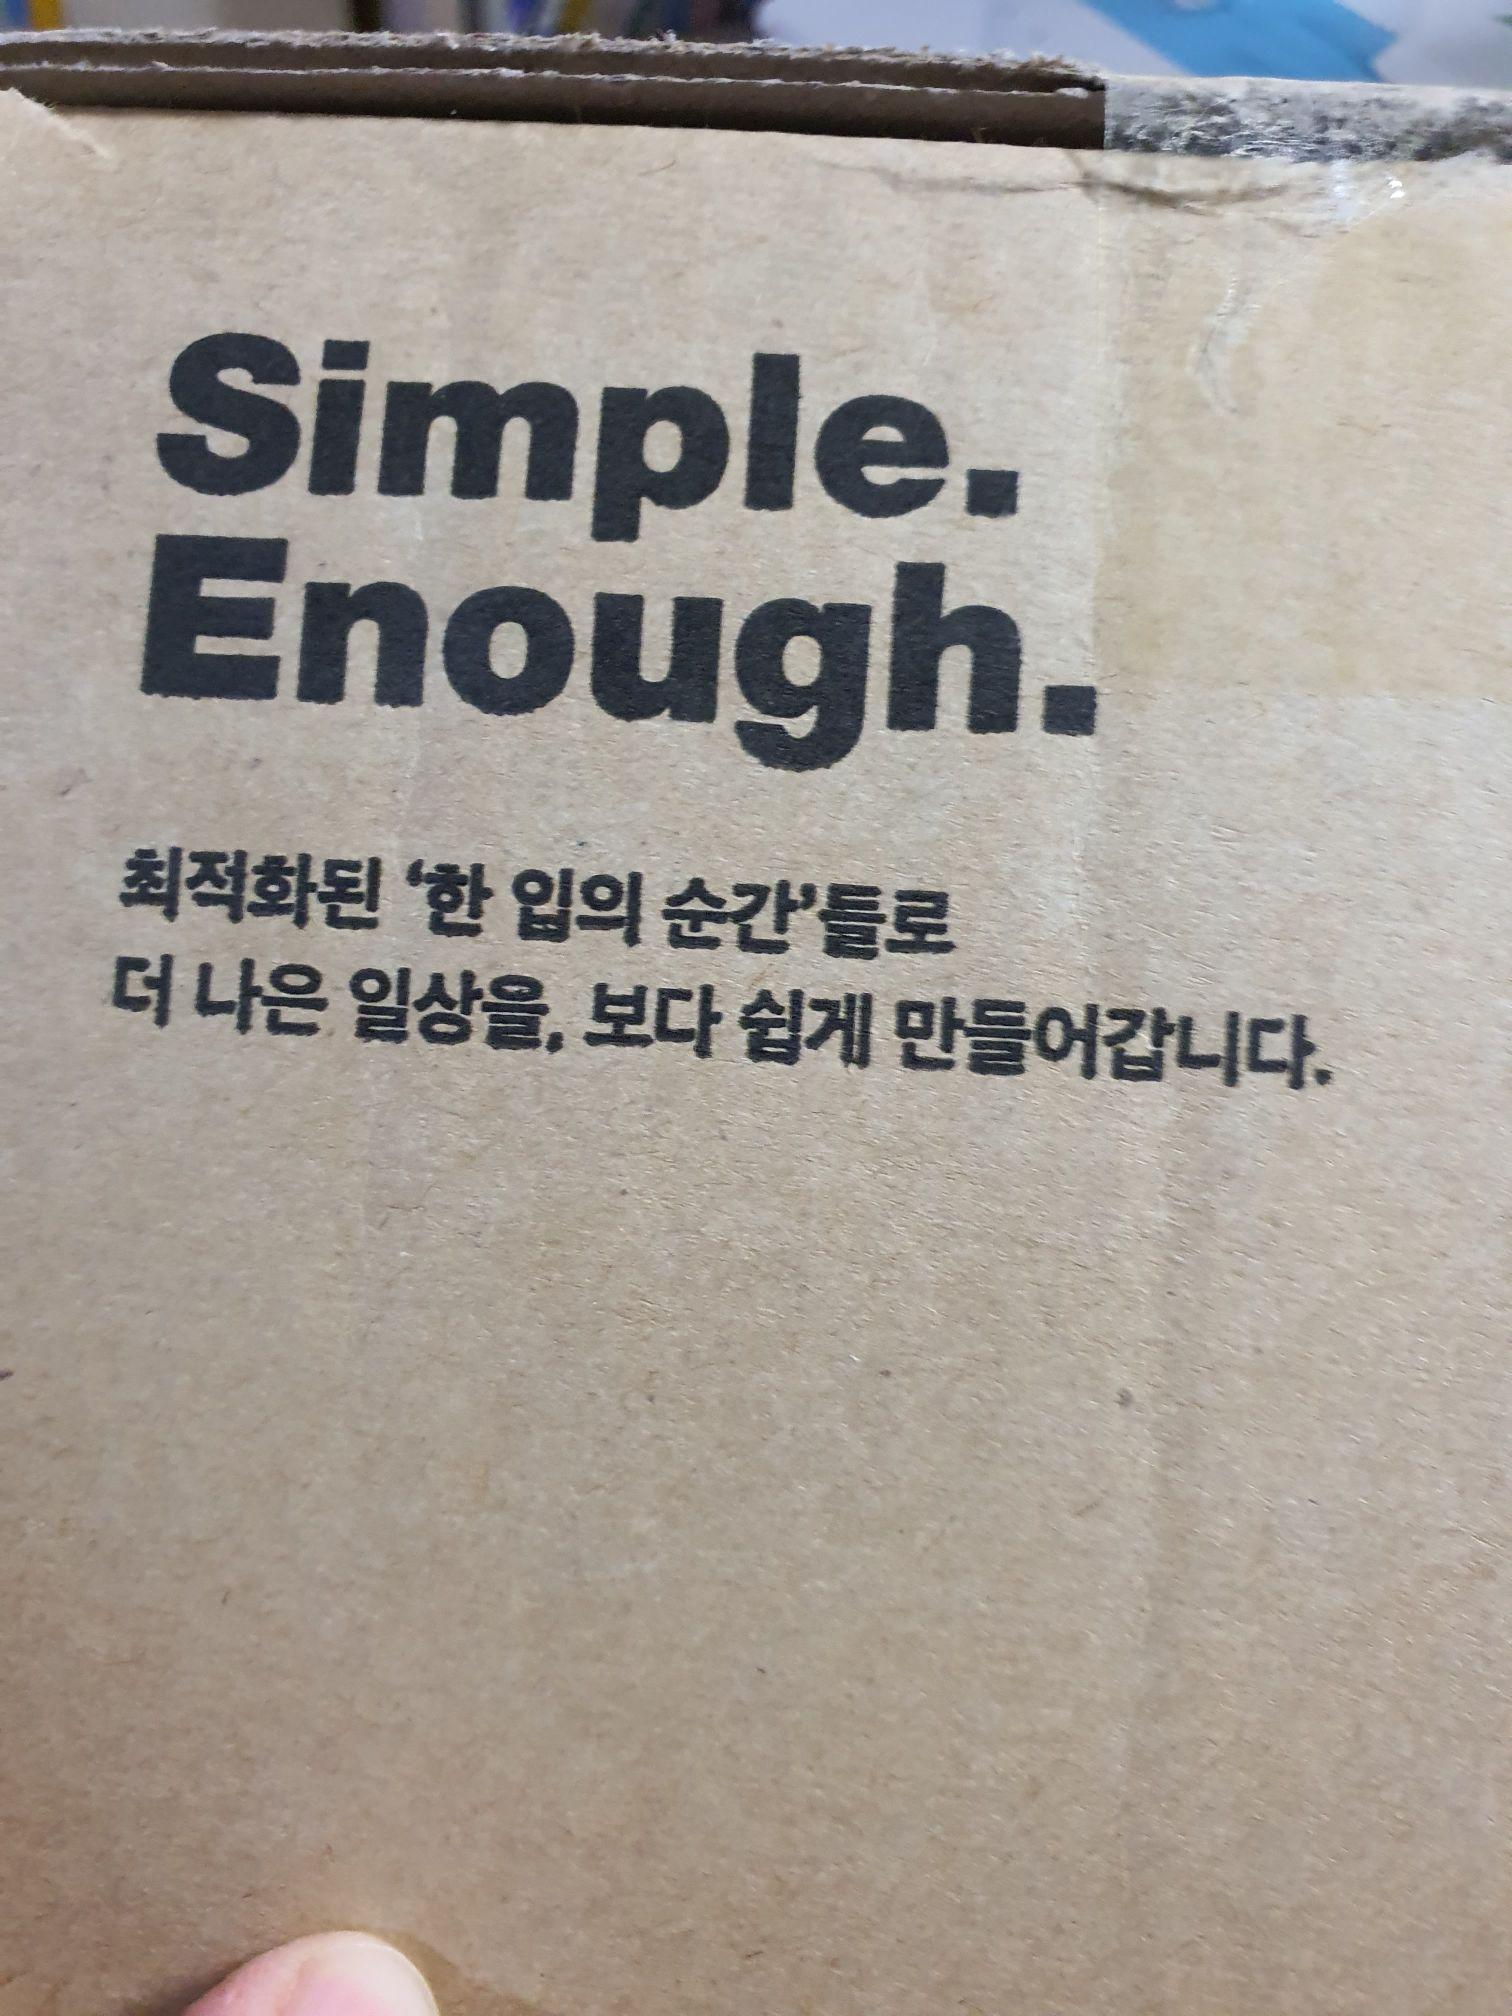 Simple.
Enough.
최적화된 ‘한 입의 순간’들로
더 나은 일상을, 보다 쉽게 만들어갑니다.